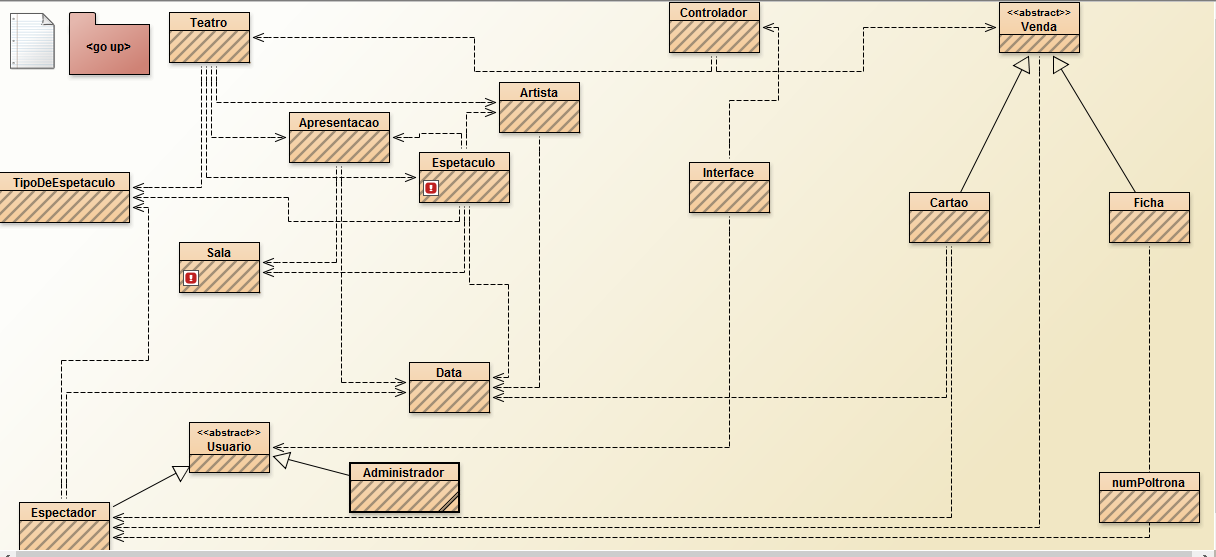 <go up>
Teatro
Controlador
<<abstract>>
Venda
Artista
Apresentacao
Espetaculo
TipoDeEspetaculo
Interface
Cartao
Ficha
Sala
Data
<<abstract>>
Usuario
Administrador
numPoltrona
Espectador